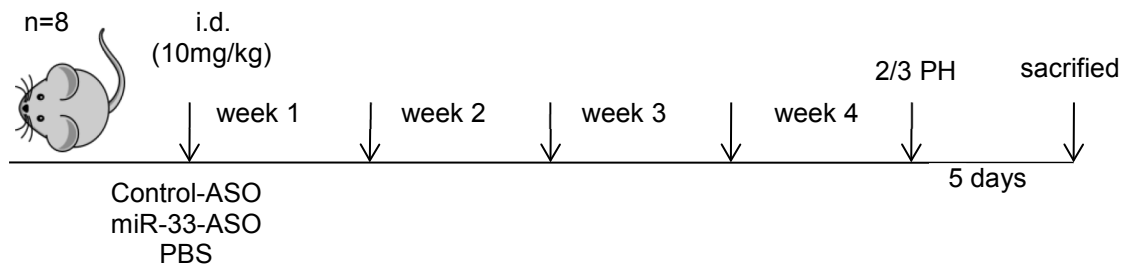 n=8
i.d.
(10mg/kg)
2/3 PH
sacrified
week 1
week 2
week 3
week 4
5 days
Control-ASO
miR-33-ASO
PBS